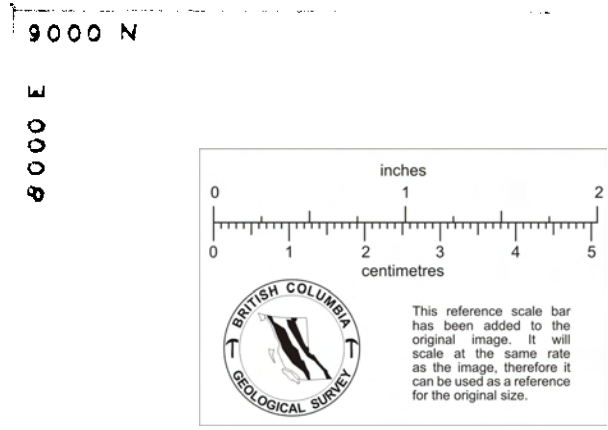 9000 N
8000 E
inches
0 1 2
0 1 2 3 4 5
centimetres
BRITISH COLUMBIA
GEOLOGICAL SURVEY
This reference scale bar
has been added to the
original image. It will
scale at the same rate
as the image, therefore it
can be used as a reference
for the original size.